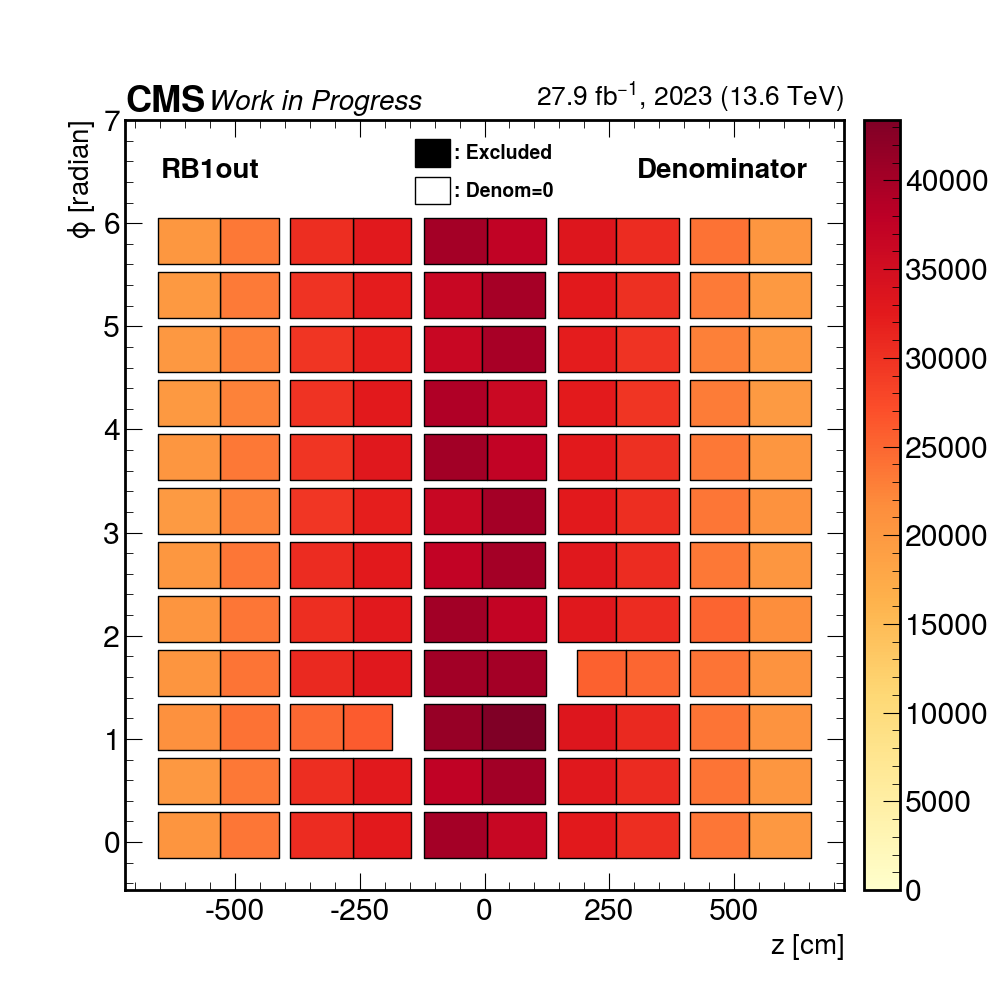 CMS Work in Progress 27.9 fb⁻¹, 2023 (13.6 TeV)
RB1out
: Excluded
: Denom=0
Denominator
ϕ [radian]
7
6
5
4
3
2
1
0
-500 -250 0 250 500
z [cm]
40000
35000
30000
25000
20000
15000
10000
5000
0